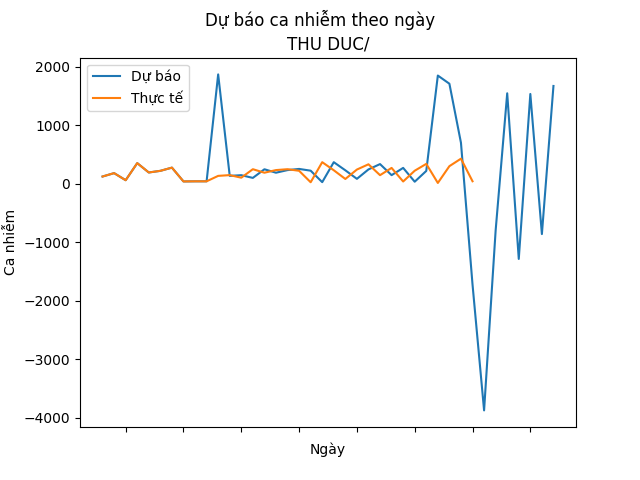 Dự báo ca nhiễm theo ngày
THU DUC/
Dự báo
Thực tế
2000
1000
0
−1000
−2000
−3000
−4000
Ca nhiễm
Ngày